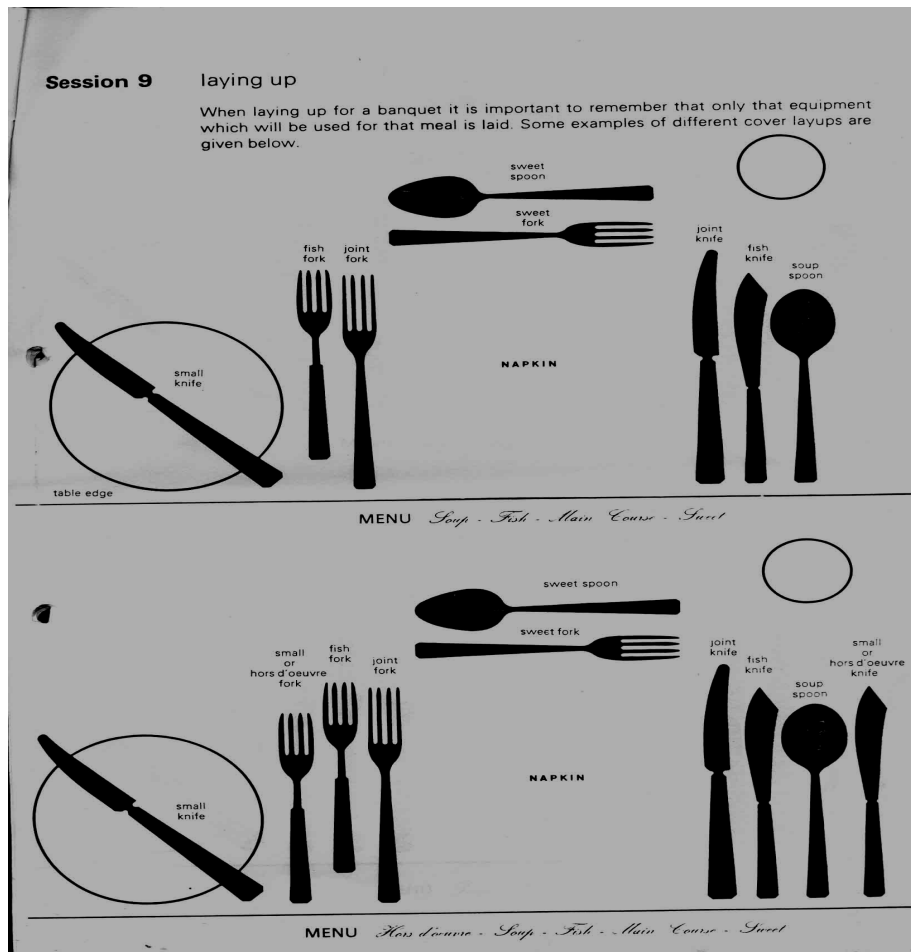 Session 9 laying up
When laying up for a banquet it is important to remember that only that equipment
which will be used for that meal is laid. Some examples of different cover layups are
given below.
sweet
spoon
sweet
fork
fish
fork
joint
fork
joint
knife
fish
knife
soup
spoon
small
knife
NAPKIN
table edge
MENU Soup - Fish - Main Course - Sweet
sweet spoon
sweet fork
small
or
hors d'oeuvre
fork
fish
fork
joint
fork
joint
knife
fish
knife
soup
spoon
small
or
hors d'oeuvre
knife
small
knife
NAPKIN
MENU Hors d'oeuvre - Soup - Fish - Main Course - Sweet